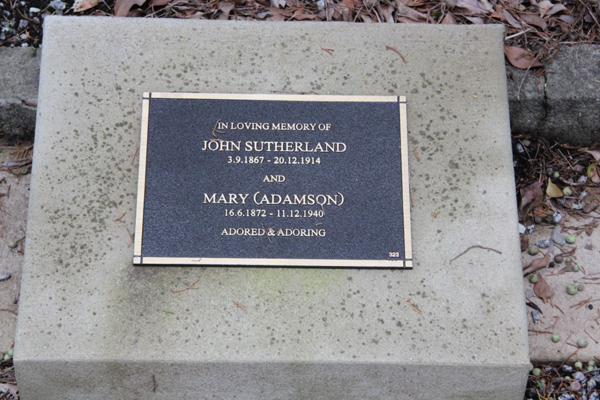 IN LOVING MEMORY OF
JOHN SUTHERLAND
3.9.1867 - 20.12.1914
AND
MARY (ADAMSON)
16.6.1872 - 11.12.1940
ADORED & ADORING
323